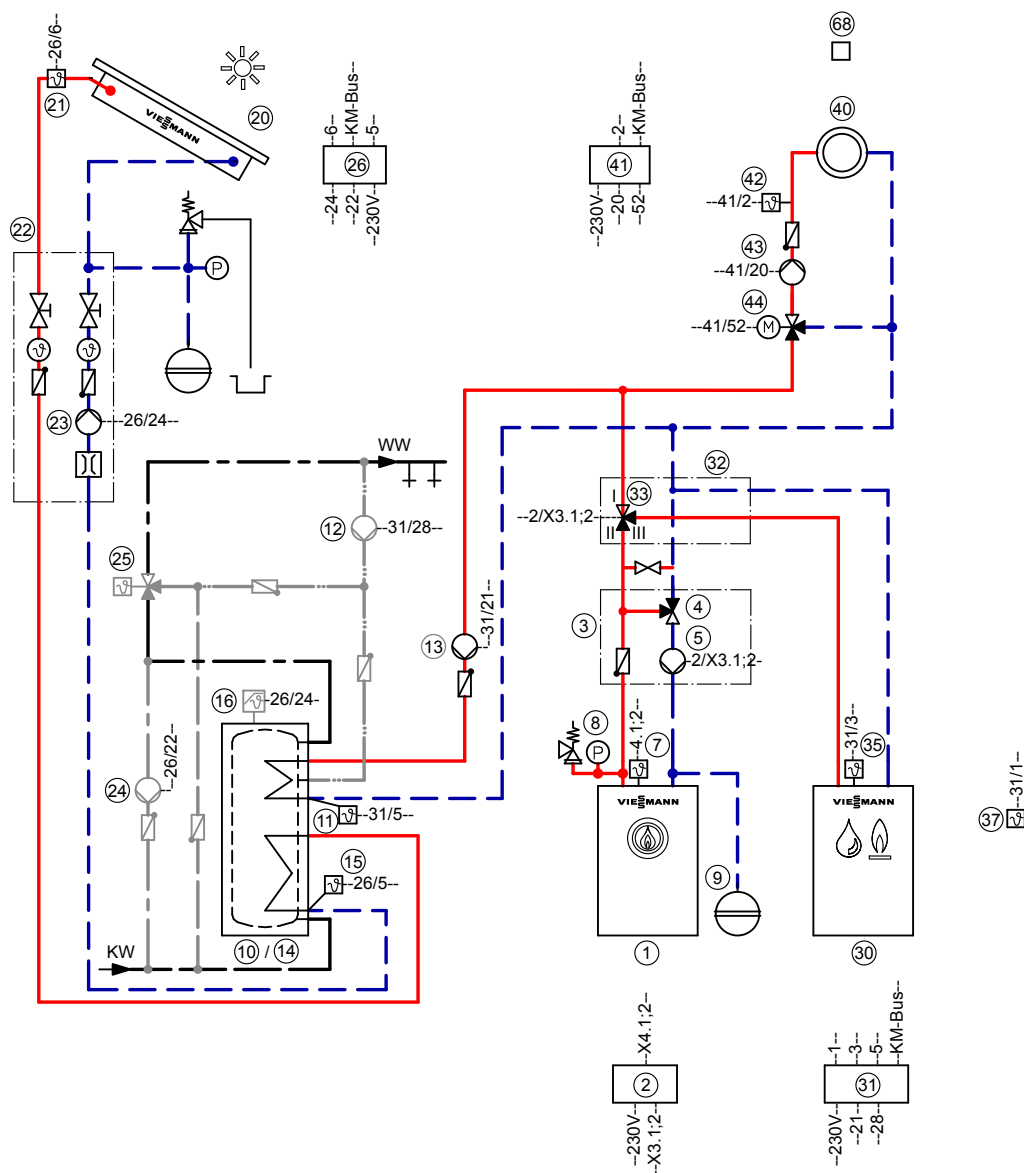 68
--26/6--
21
20
VIESSMANN
--6--
KM-Bus--
--5--
26
--24--
--22--
--230V--
--2--
KM-Bus--
41
--230V--
--20--
--52--
40
42
--41/2--
43
--41/20--
44
--41/52--
M
22
P
23
----26/24--
WW
12
--31/28--
25
32
33
I
--2/X3.1;2--
II
III
3
4
5
--2/X3.1;2-
13
--31/21--
16
--26/24-
24
--26/22--
8
P
--4.1;2--
7
--31/3--
35
VIESSMANN
VIESSMANN
11
--31/5--
15
--26/5--
9
37
--31/1--
KW
10 / 14
1
30
--X4.1;2--
2
--230V--
--X3.1;2--
--1--
--3--
--5--
KM-Bus--
31
--230V--
--21--
--28--